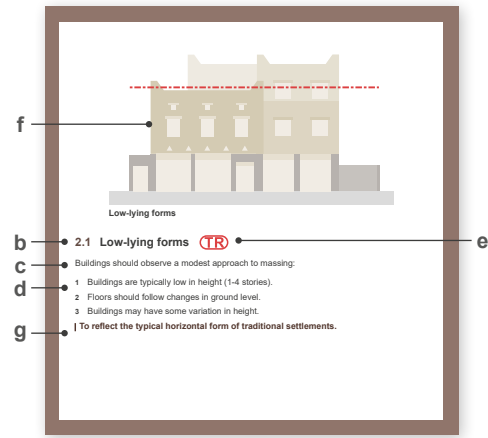 f
Low-lying forms
b 2.1 Low-lying forms TR e
c Buildings should observe a modest approach to massing:
d 1 Buildings are typically low in height (1-4 stories).
2 Floors should follow changes in ground level.
3 Buildings may have some variation in height.
g To reflect the typical horizontal form of traditional settlements.